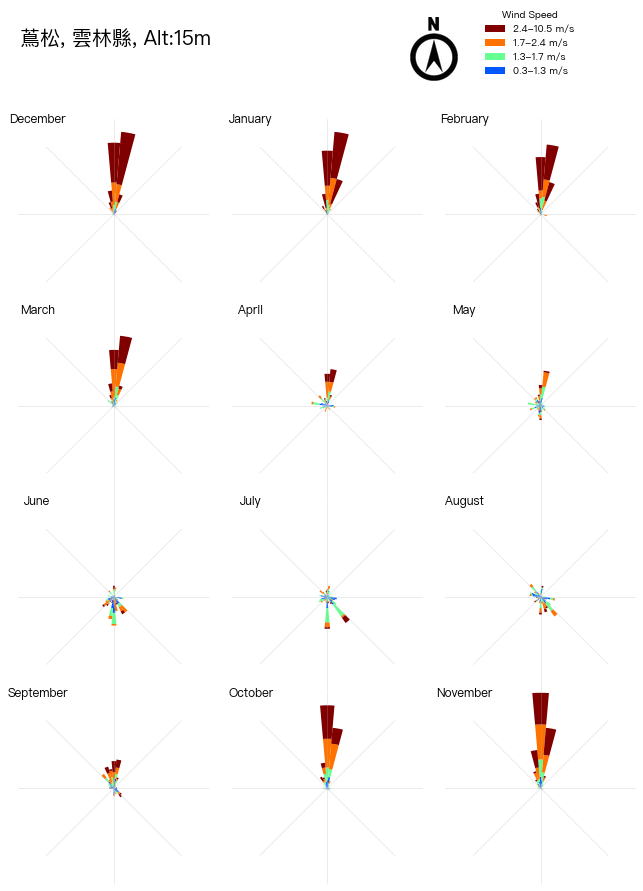 蔦松, 雲林縣, Alt:15m
N
Wind Speed
2.4–10.5 m/s
1.7–2.4 m/s
1.3–1.7 m/s
0.3–1.3 m/s
December
January
February
March
April
May
June
July
August
September
October
November